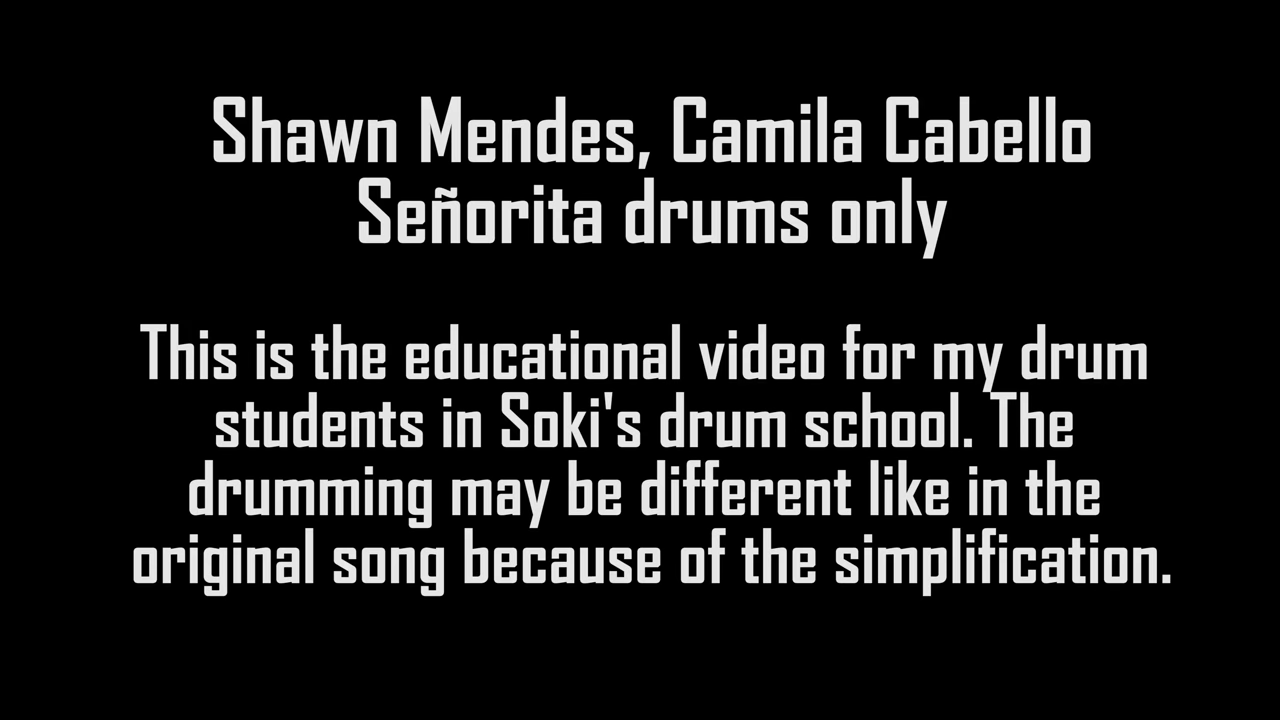 Shawn Mendes, Camila Cabello
Señorita drums only
This is the educational video for my drum
students in Soki's drum school. The
drumming may be different like in the
original song because of the simplification.